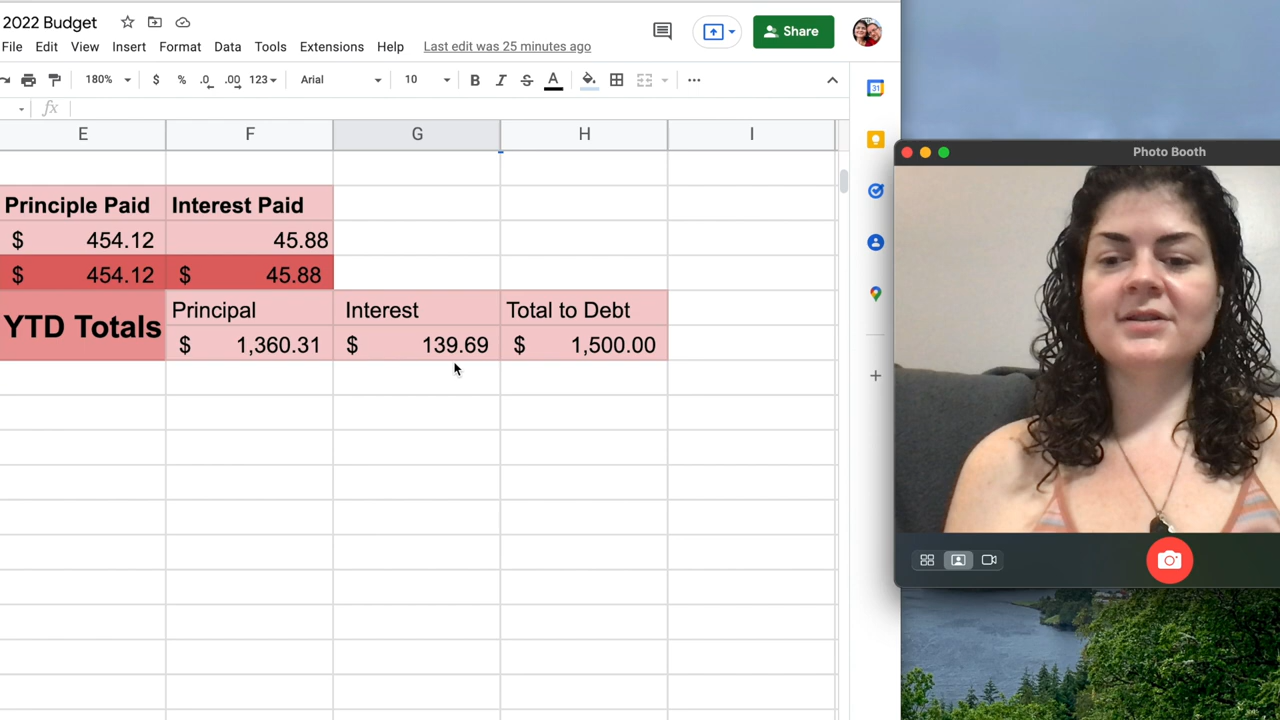 2022 Budget
Share
File Edit View Insert Format Data Tools Extensions Help Last edit was 25 minutes ago
180% $ % .0 .00 123 Arial 10 B I S A
fx
31
E F G H I
Photo Booth
Principle Paid Interest Paid
$ 454.12 45.88
$ 454.12 $ 45.88
YTD Totals
Principal Interest Total to Debt
$ 1,360.31 $ 139.69 $ 1,500.00